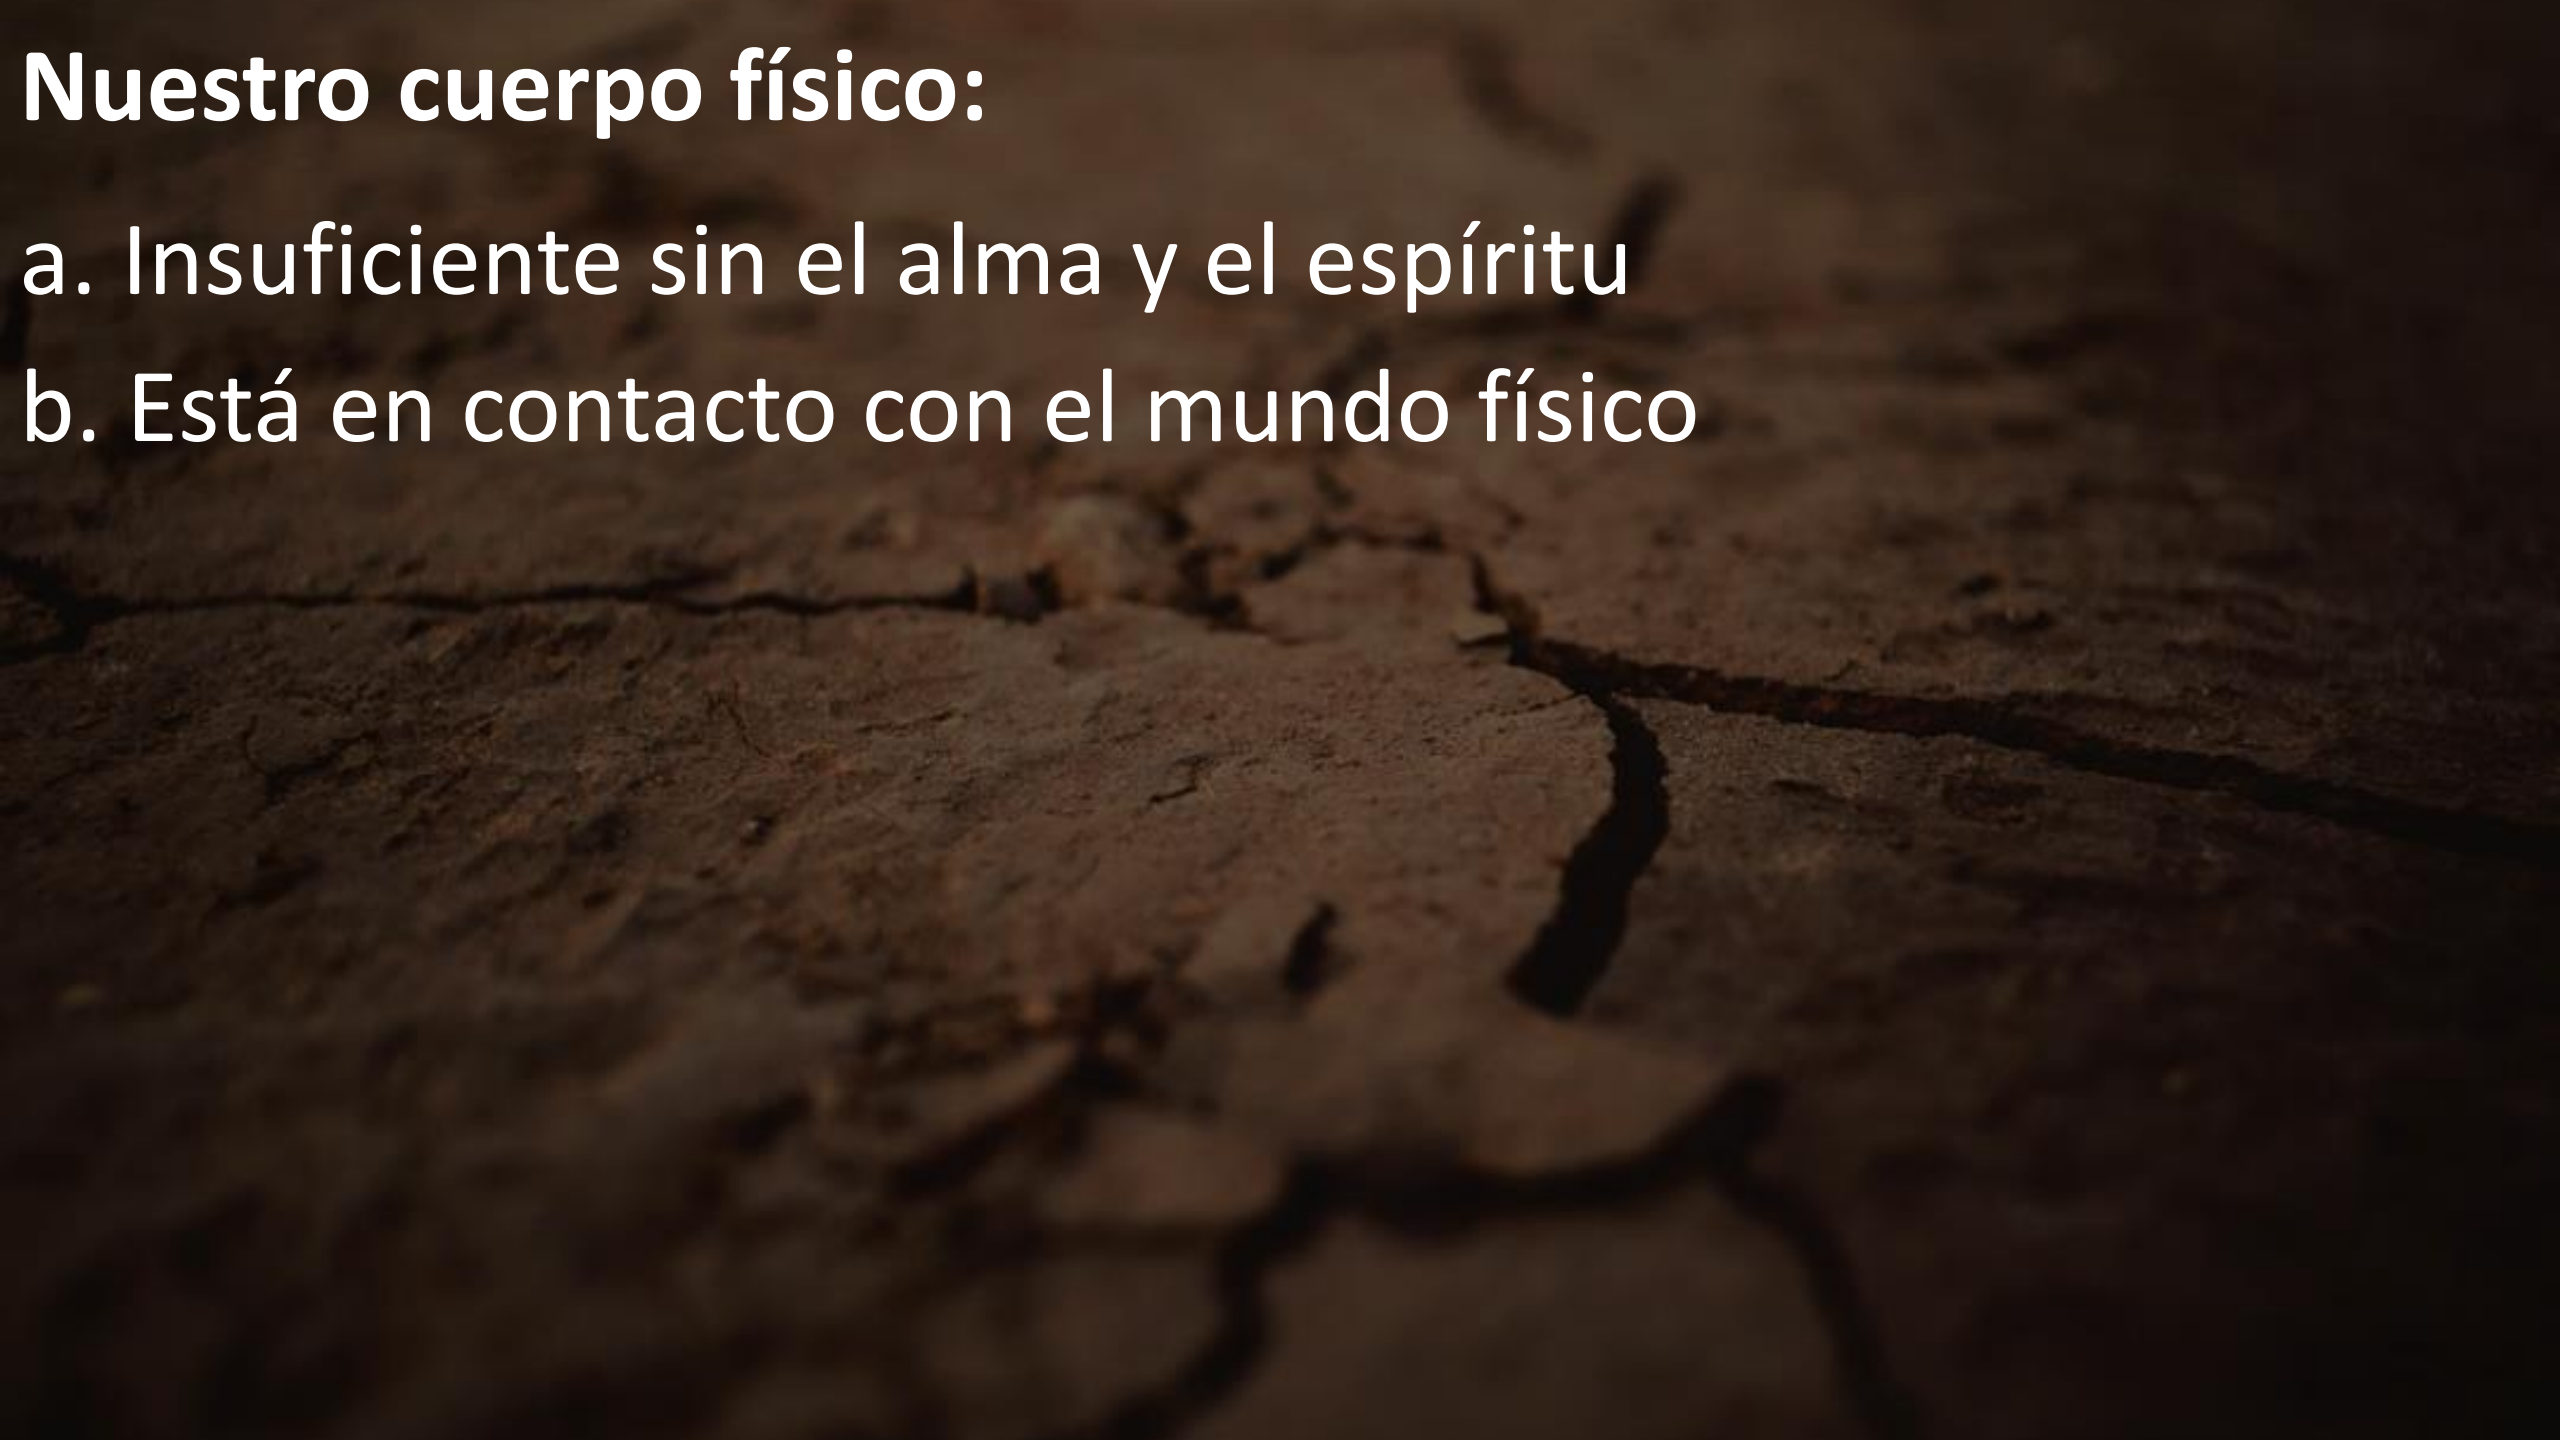 Nuestro cuerpo físico:
a. Insuficiente sin el alma y el espíritu
b. Está en contacto con el mundo físico